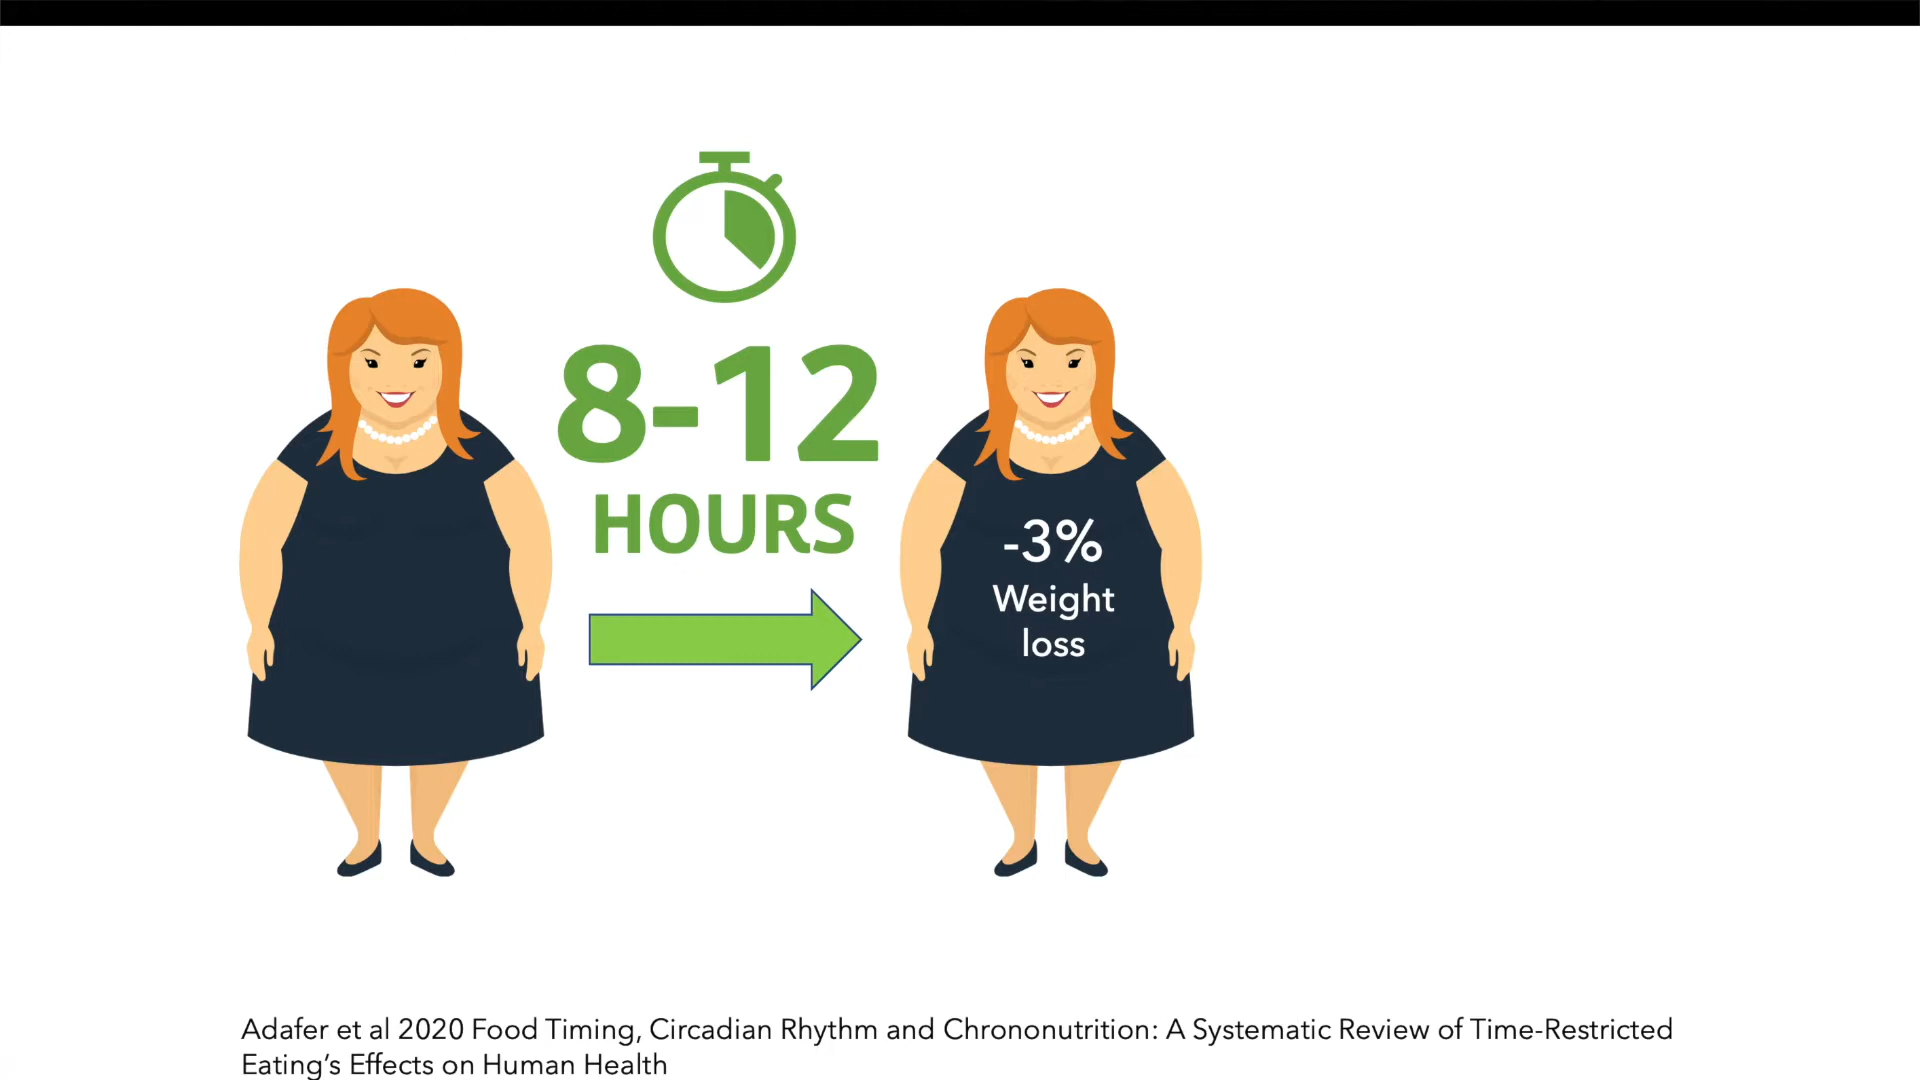 8-12
HOURS
-3%
Weight
loss
Adafer et al 2020 Food Timing, Circadian Rhythm and Chrononutrition: A Systematic Review of Time-Restricted
Eating’s Effects on Human Health